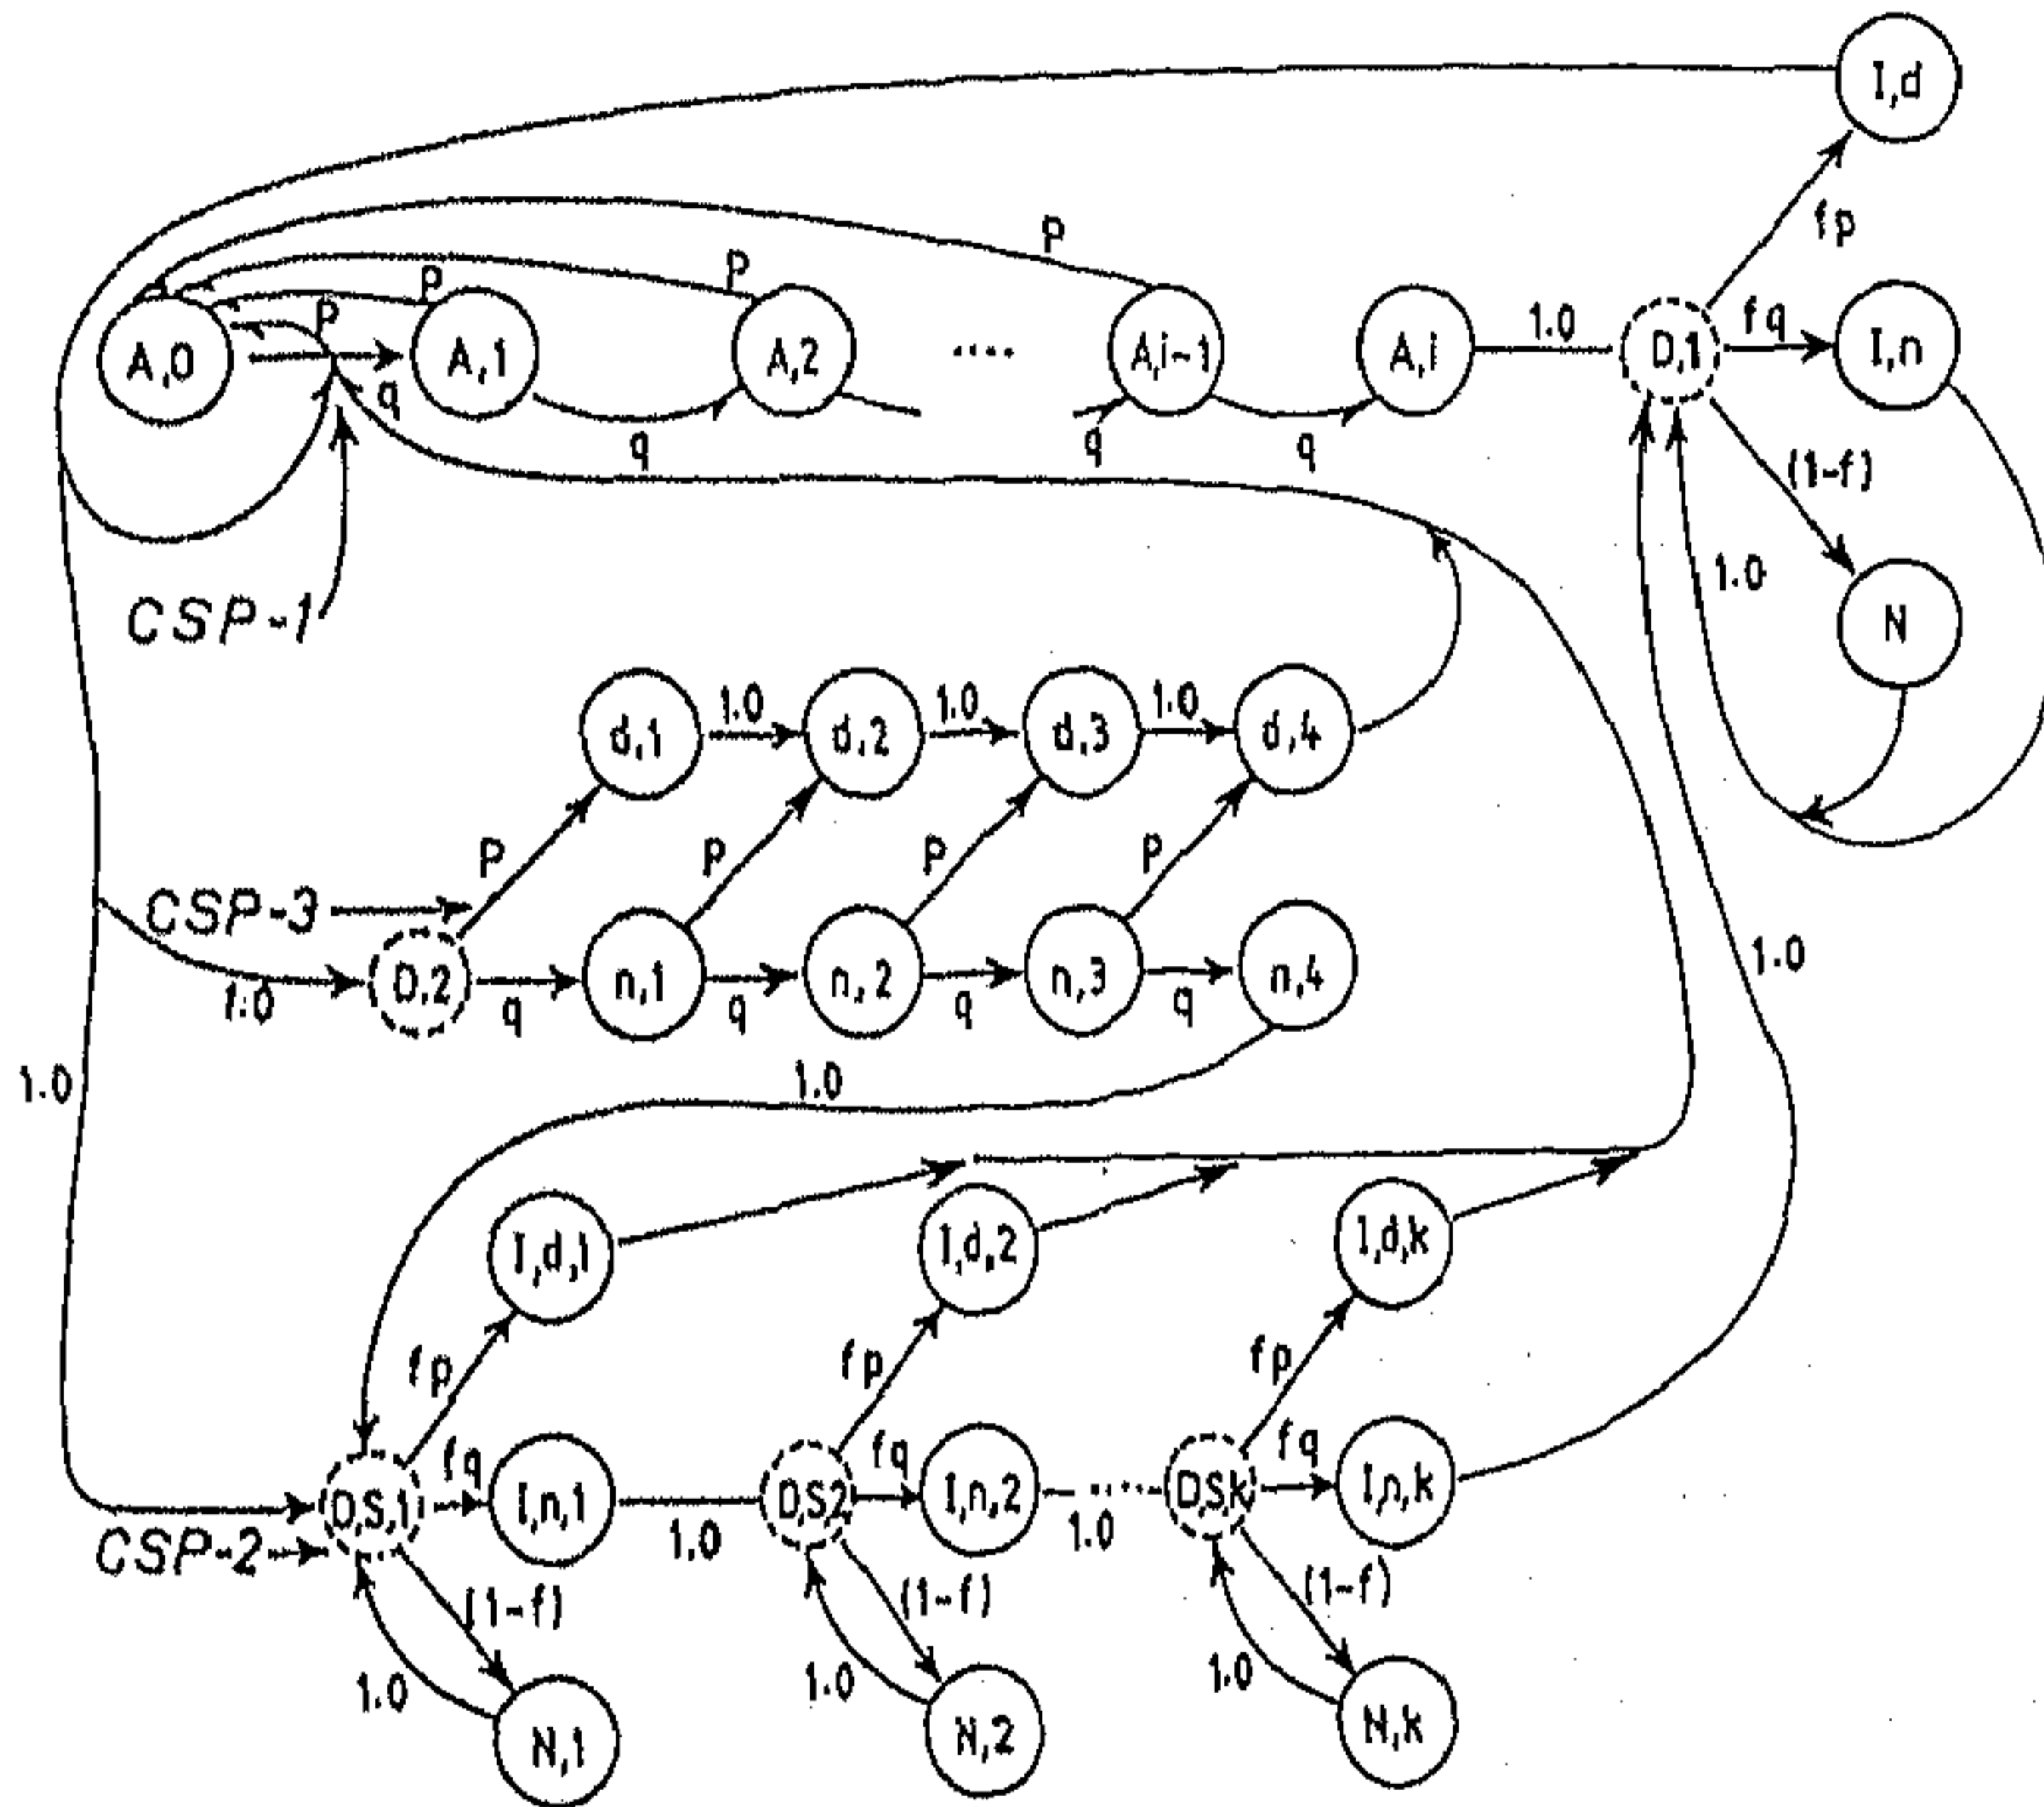 I,d
fp
P
P
P
P
A,0
A,1
A,2
....
A,i-1
A,i
1.0
D,1
fq
I,n
q
q
q
q
(1-f)
1.0
N
CSP-1
d,1
1.0
d,2
1.0
d,3
1.0
d,4
P
P
P
P
CSP-3
D,2
q
n,1
q
n,2
q
n,3
q
n,4
1.0
1.0
1.0
1.0
I,d,1
I,d,2
I,d,k
fp
fp
fp
D,S,1
fq
I,n,1
1.0
D,S2
fq
I,n,2
1.0
D,S,k
fq
I,n,k
CSP-2
(1-f)
(1-f)
(1-f)
1.0
1.0
1.0
N,1
N,2
N,k